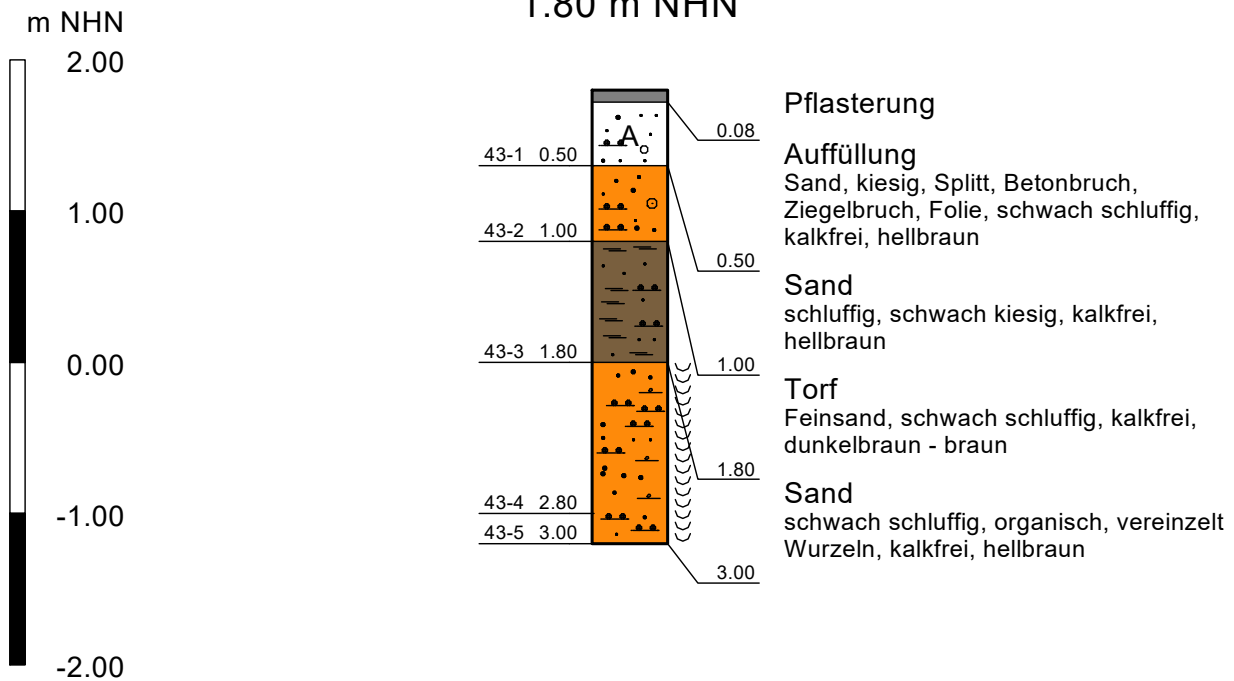 1.80 m NHN
m NHN
2.00
1.00
0.00
-1.00
-2.00
43-1 0.50
43-2 1.00
43-3 1.80
43-4 2.80
43-5 3.00
A
0.08
0.50
1.00
1.80
3.00
Pflasterung
Auffüllung
Sand, kiesig, Splitt, Betonbruch,
Ziegelbruch, Folie, schwach schluffig,
kalkfrei, hellbraun
Sand
schluffig, schwach kiesig, kalkfrei,
hellbraun
Torf
Feinsand, schwach schluffig, kalkfrei,
dunkelbraun - braun
Sand
schwach schluffig, organisch, vereinzelt
Wurzeln, kalkfrei, hellbraun